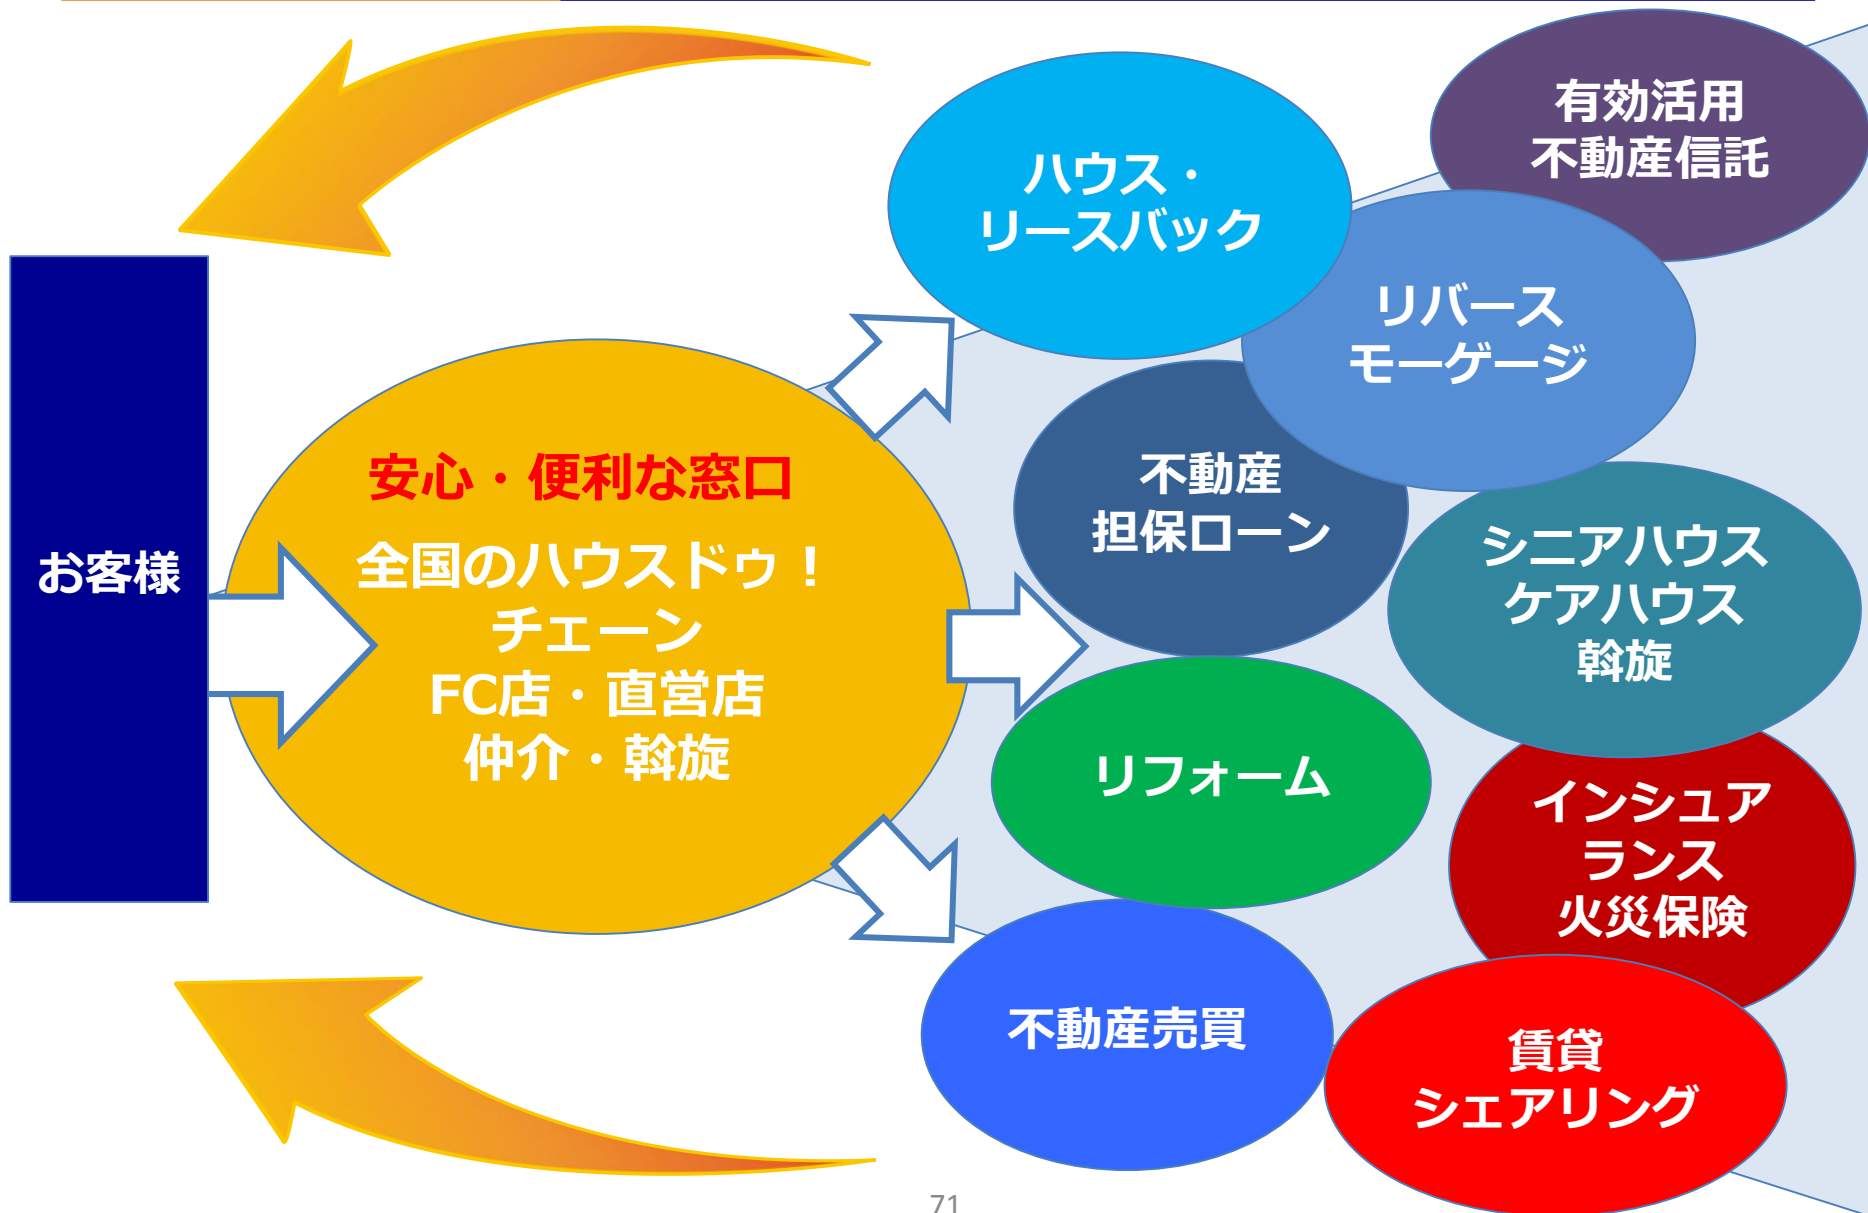 お客様
安心・便利な窓口
全国のハウスドゥ！
チェーン
FC店・直営店
仲介・斡旋
ハウス・
リースバック
有効活用
不動産信託
リバース
モーゲージ
不動産
担保ローン
シニアハウス
ケアハウス
斡旋
リフォーム
インシュア
ランス
火災保険
不動産売買
賃貸
シェアリング
71